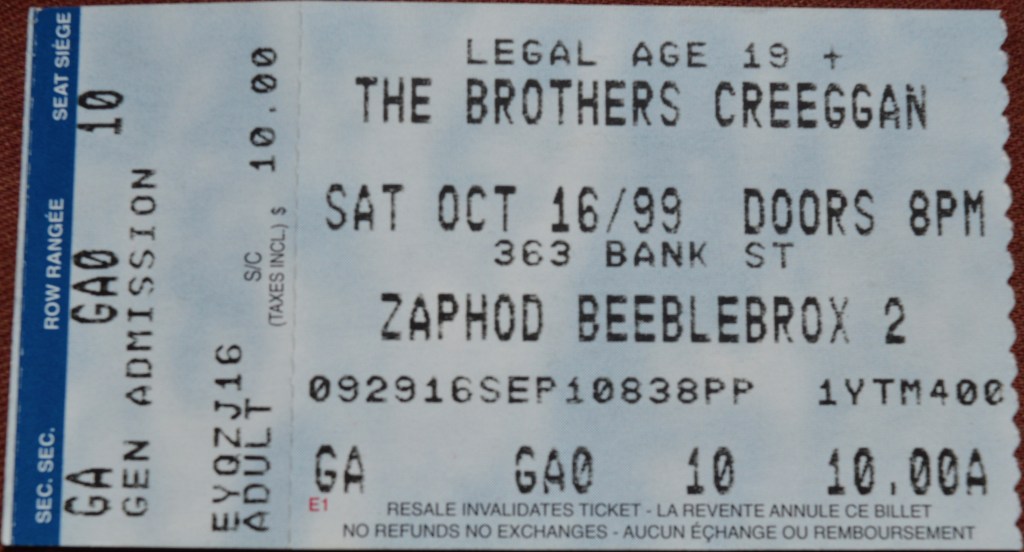 SEC. SEC. ROW RANGÉE SEAT SIÈGE
GA GA0 10
GEN ADMISSION
EYQZJ16
S/C
ADULT (TAXES INCL) $ 10.00
LEGAL AGE 19 +
THE BROTHERS CREEGGAN
SAT OCT 16/99 DOORS 8PM
363 BANK ST
ZAPHOD BEEBLEBROX 2
092916SEP10838PP 1YTM400
GA GA0 10 10.00A
E1
RESALE INVALIDATES TICKET - LA REVENTE ANNULE CE BILLET
NO REFUNDS NO EXCHANGES - AUCUN ÉCHANGE OU REMBOURSEMENT